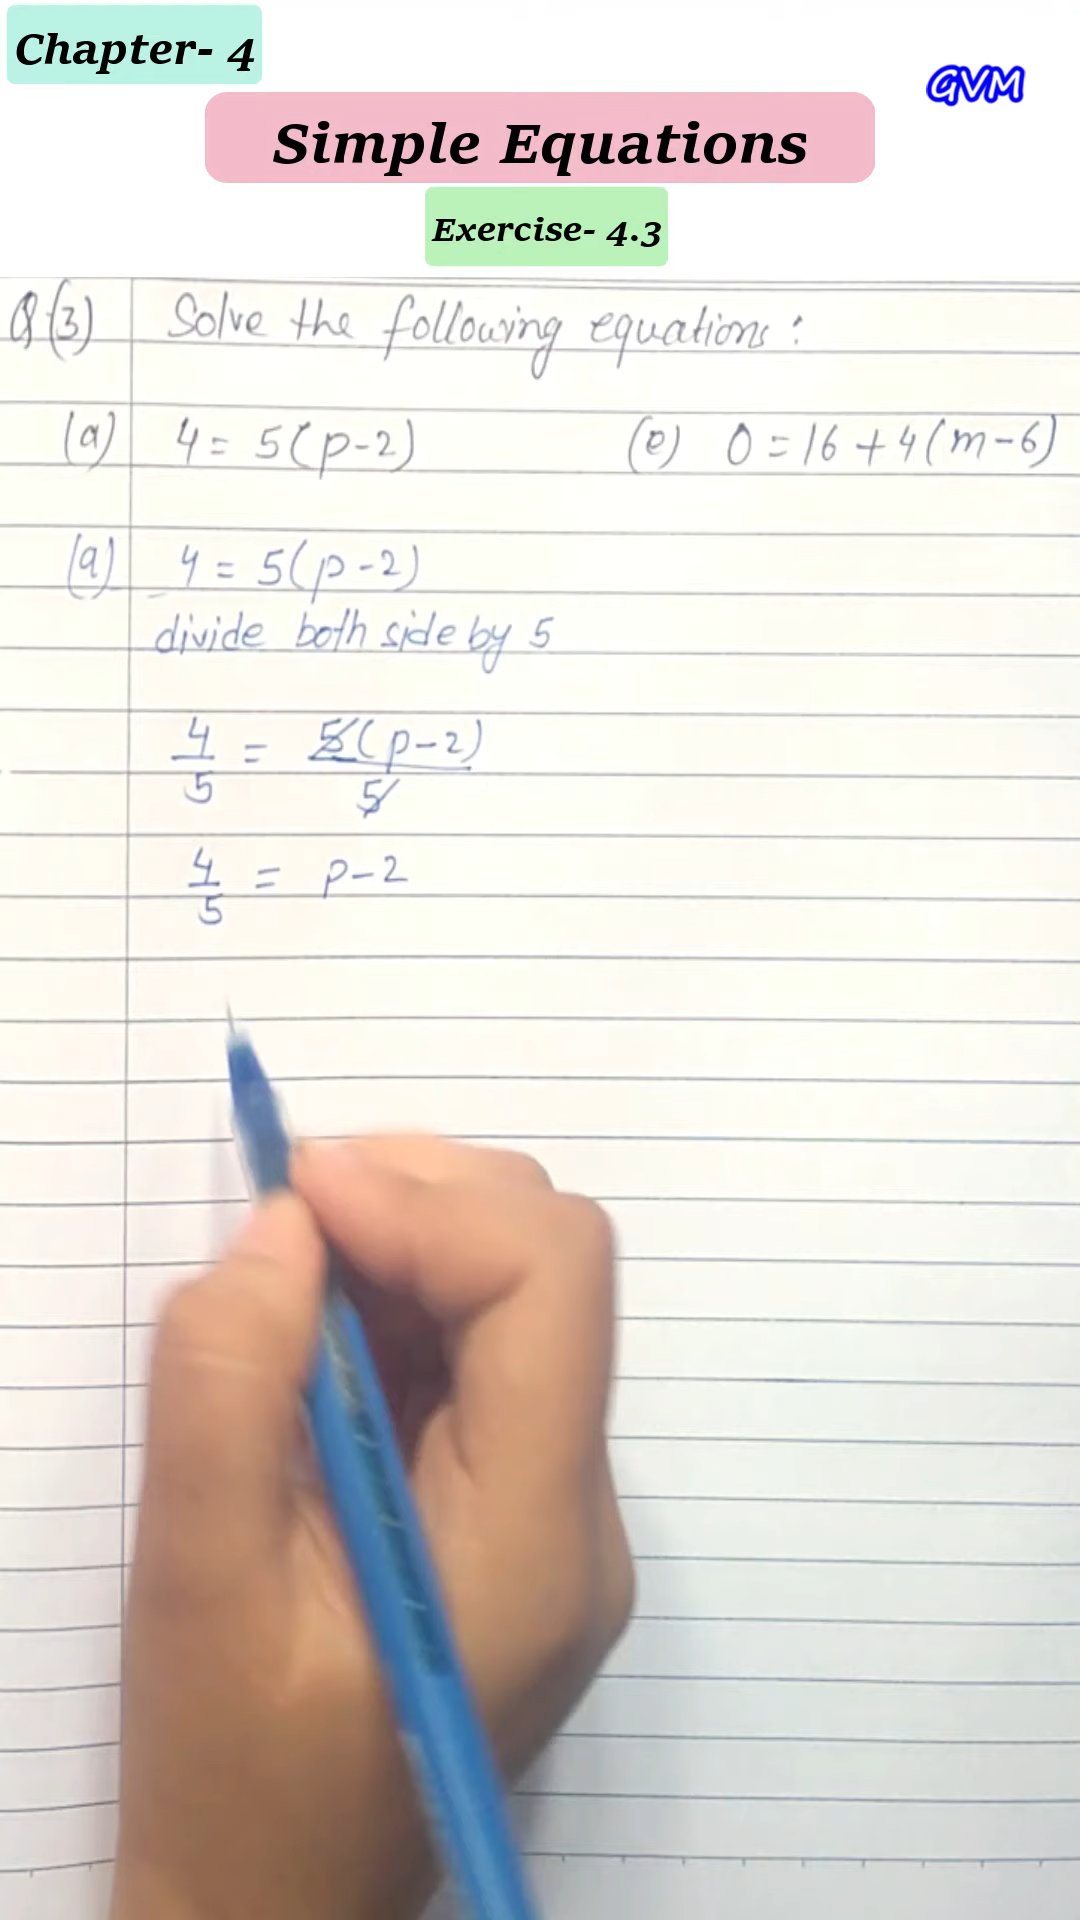 Chapter- 4
GVM
Simple Equations
Exercise- 4.3
Q.(3) Solve the following equations:
(a) 4 = 5(p-2) (e) 0 = 16 + 4(m-6)
(a) 4 = 5(p-2)
divide both side by 5
4/5 = 5(p-2)/5
4/5 = p-2